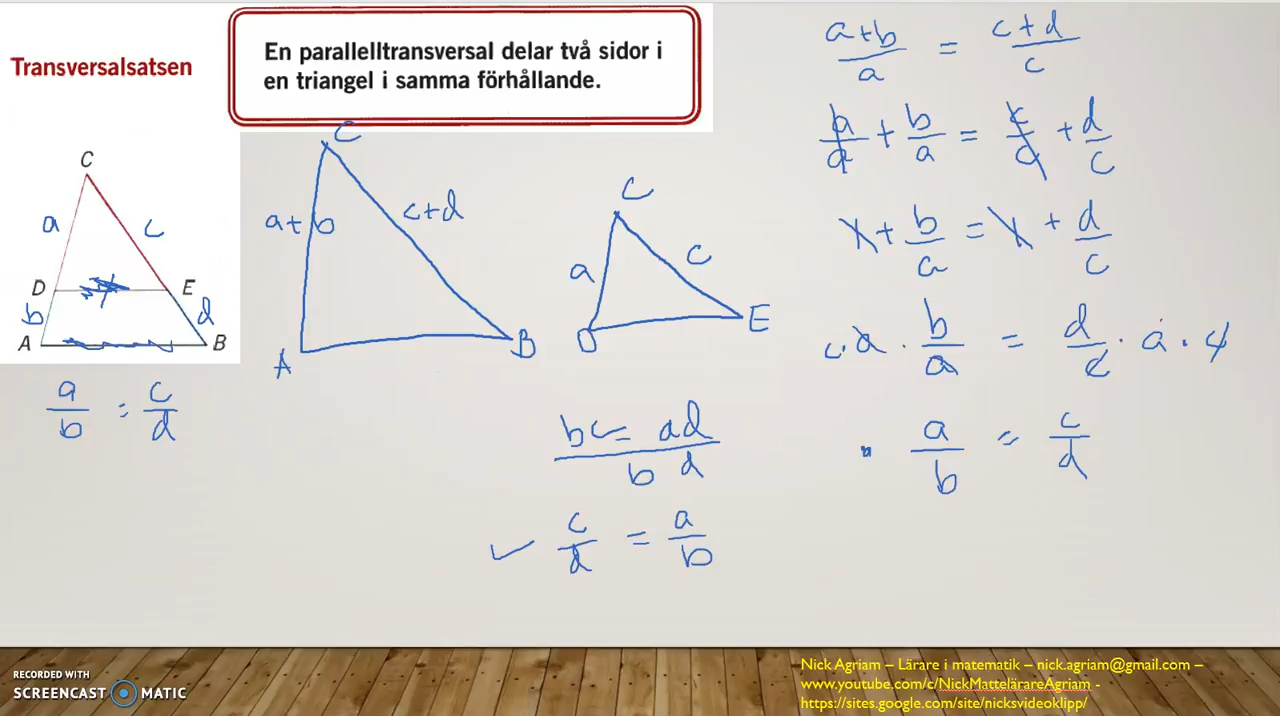 Transversalsatsen
En parallelltransversal delar två sidor i
en triangel i samma förhållande.
C
a
c
D
E
b
d
A
B
a/b = c/d
C
a+b
c+d
A
B
C
a
c
D
E
bc = ad
b d
c/d = a/b
(a+b)/a = (c+d)/c
a/a + b/a = c/c + d/c
1 + b/a = 1 + d/c
c · a · b/a = d/c · a · c
a/b = c/d
RECORDED WITH
SCREENCAST MATIC
Nick Agriam – Lärare i matematik – nick.agriam@gmail.com –
www.youtube.com/c/NickMattelärareAgriam -
https://sites.google.com/site/nicksvideoklipp/